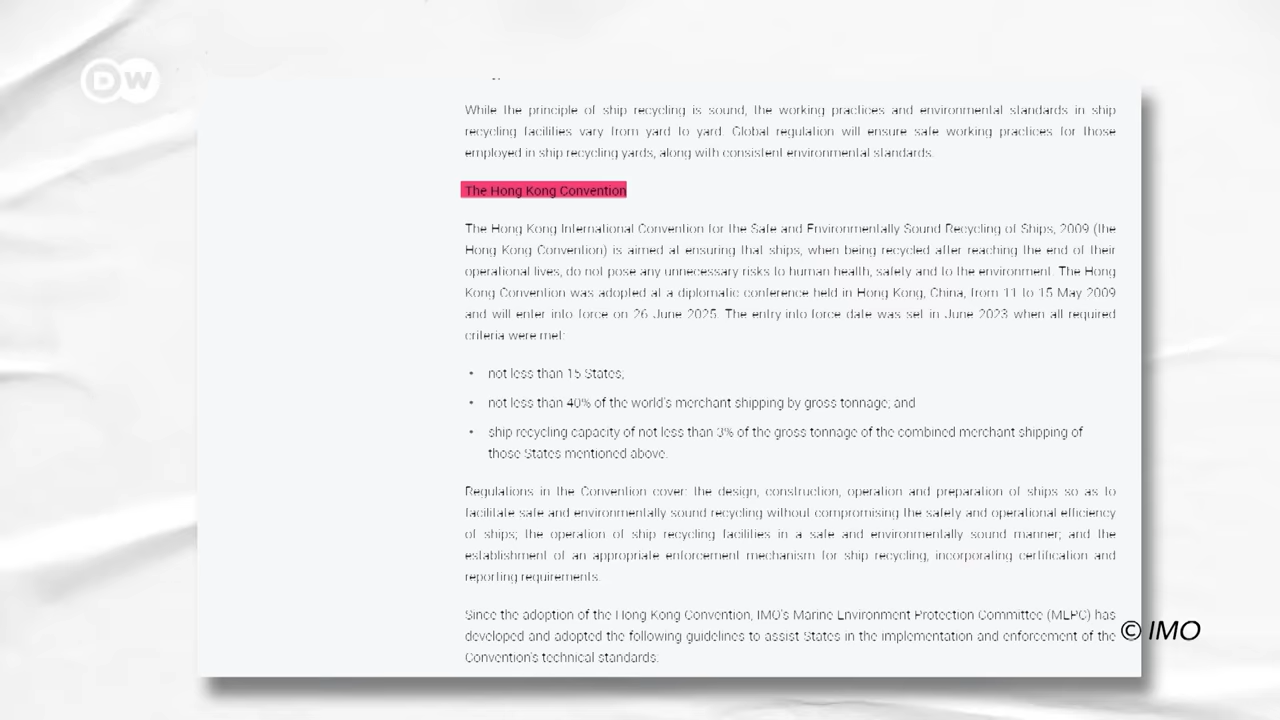 DW
While the principle of ship recycling is sound, the working practices and environmental standards in ship
recycling facilities vary from yard to yard. Global regulation will ensure safe working practices for those
employed in ship recycling yards, along with consistent environmental standards.
The Hong Kong Convention
The Hong Kong International Convention for the Safe and Environmentally Sound Recycling of Ships, 2009 (the
Hong Kong Convention) is aimed at ensuring that ships, when being recycled after reaching the end of their
operational lives, do not pose any unnecessary risks to human health, safety and to the environment. The Hong
Kong Convention was adopted at a diplomatic conference held in Hong Kong, China, from 11 to 15 May 2009
and will enter into force on 26 June 2025. The entry into force date was set in June 2023 when all required
criteria were met:
• not less than 15 States;
• not less than 40% of the world's merchant shipping by gross tonnage; and
• ship recycling capacity of not less than 3% of the gross tonnage of the combined merchant shipping of
those States mentioned above.
Regulations in the Convention cover: the design, construction, operation and preparation of ships so as to
facilitate safe and environmentally sound recycling without compromising the safety and operational efficiency
of ships; the operation of ship recycling facilities in a safe and environmentally sound manner; and the
establishment of an appropriate enforcement mechanism for ship recycling, incorporating certification and
reporting requirements.
Since the adoption of the Hong Kong Convention, IMO's Marine Environment Protection Committee (MEPC) has
developed and adopted the following guidelines to assist States in the implementation and enforcement of the
Convention's technical standards:
© IMO